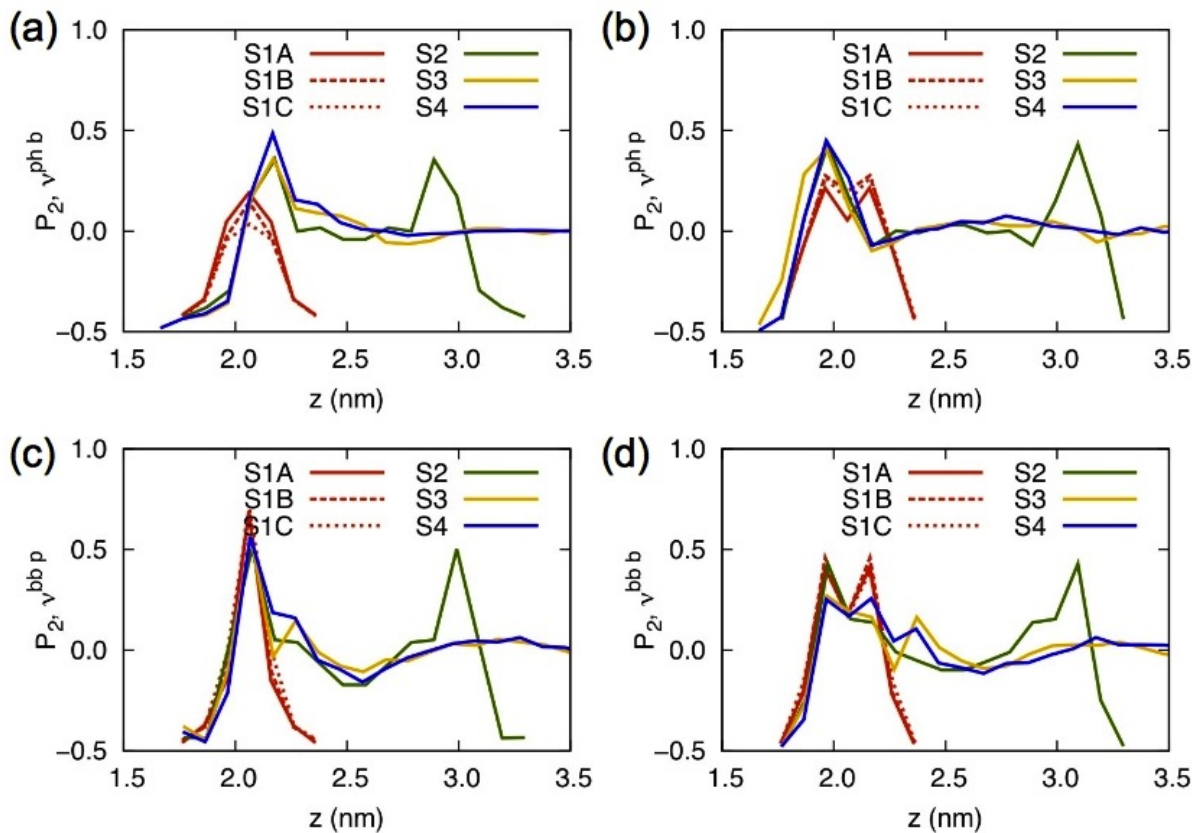 (a)
1.0
0.5
0.0
−0.5
P2, ν^ph b
S1A S2
S1B S3
S1C S4
1.5 2.0 2.5 3.0 3.5
z (nm)
(b)
1.0
0.5
0.0
−0.5
P2, ν^ph p
S1A S2
S1B S3
S1C S4
1.5 2.0 2.5 3.0 3.5
z (nm)
(c)
1.0
0.5
0.0
−0.5
P2, ν^bb p
S1A S2
S1B S3
S1C S4
1.5 2.0 2.5 3.0 3.5
z (nm)
(d)
1.0
0.5
0.0
−0.5
P2, ν^bb b
S1A S2
S1B S3
S1C S4
1.5 2.0 2.5 3.0 3.5
z (nm)